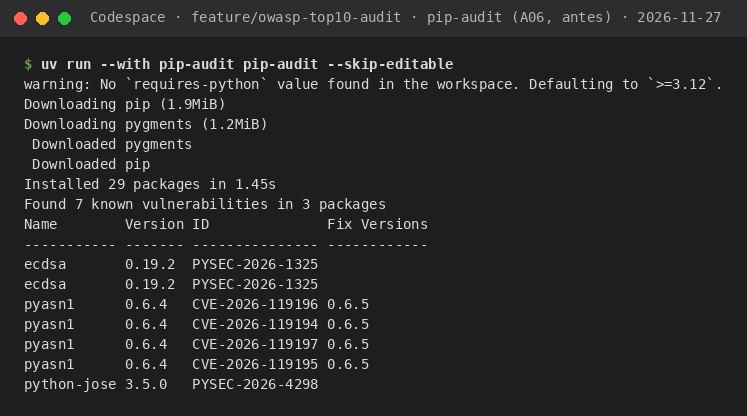 Codespace · feature/owasp-top10-audit · pip-audit (A06, antes) · 2026-11-27
$ uv run --with pip-audit pip-audit --skip-editable
warning: No `requires-python` value found in the workspace. Defaulting to `>=3.12`.
Downloading pip (1.9MiB)
Downloading pygments (1.2MiB)
 Downloaded pygments
 Downloaded pip
Installed 29 packages in 1.45s
Found 7 known vulnerabilities in 3 packages
Name        Version ID              Fix Versions
----------- ------- --------------- ------------
ecdsa       0.19.2  PYSEC-2026-1325
ecdsa       0.19.2  PYSEC-2026-1325
pyasn1      0.6.4   CVE-2026-119196 0.6.5
pyasn1      0.6.4   CVE-2026-119194 0.6.5
pyasn1      0.6.4   CVE-2026-119197 0.6.5
pyasn1      0.6.4   CVE-2026-119195 0.6.5
python-jose 3.5.0   PYSEC-2026-4298